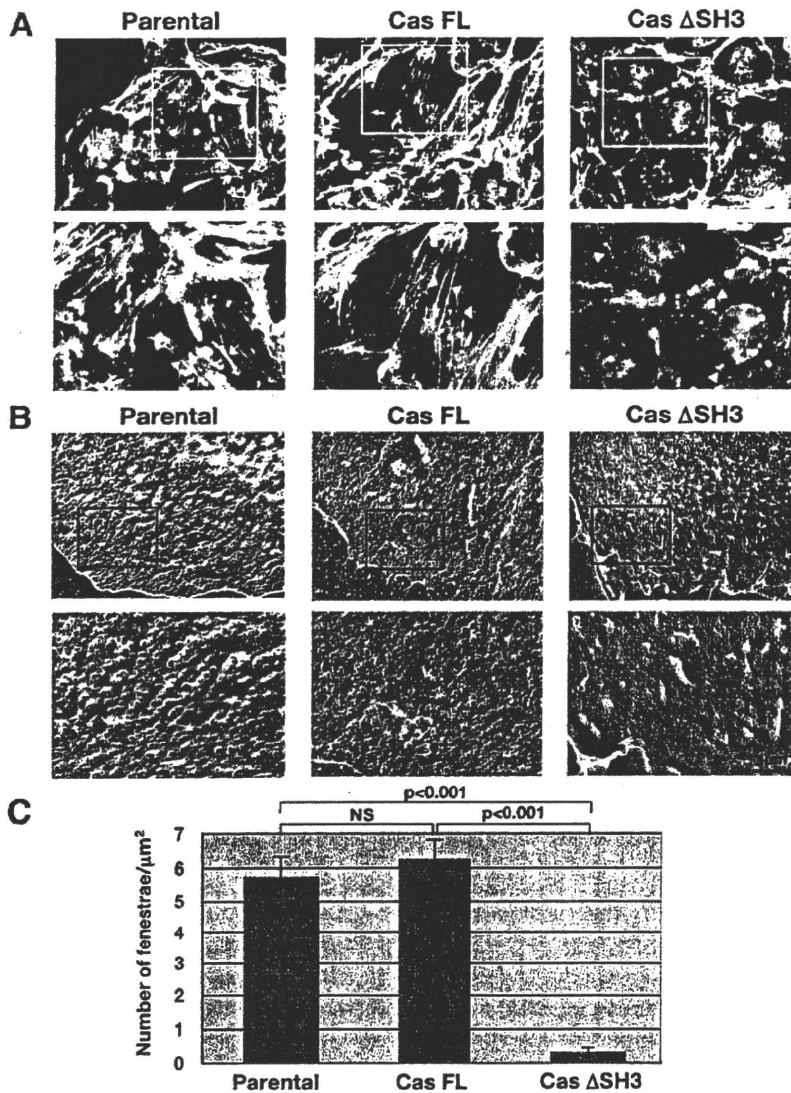 A
Parental Cas FL Cas ΔSH3
B
Parental Cas FL Cas ΔSH3
C
p<0.001
NS p<0.001
Number of fenestrae/μm²
7
6
5
4
3
2
1
0
Parental Cas FL Cas ΔSH3